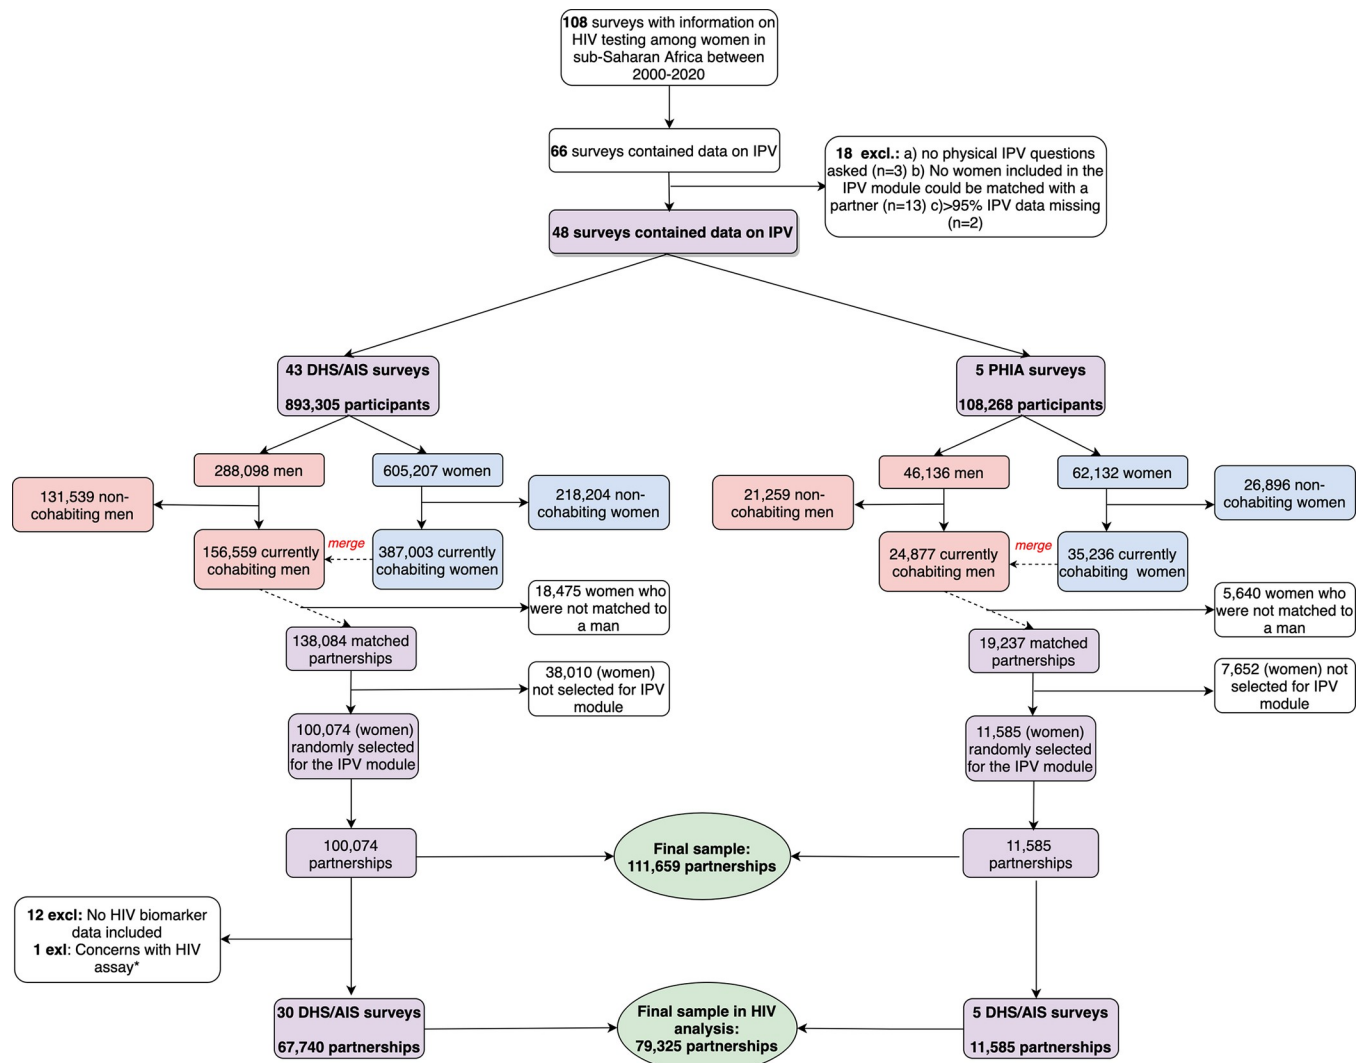 108 surveys with information on
HIV testing among women in
sub-Saharan Africa between
2000-2020
66 surveys contained data on IPV
18 excl.: a) no physical IPV questions
asked (n=3) b) No women included in the
IPV module could be matched with a
partner (n=13) c)>95% IPV data missing
(n=2)
48 surveys contained data on IPV
43 DHS/AIS surveys
893,305 participants
5 PHIA surveys
108,268 participants
288,098 men
605,207 women
46,136 men
62,132 women
131,539 non-
cohabiting men
218,204 non-
cohabiting women
21,259 non-
cohabiting men
26,896 non-
cohabiting women
156,559 currently
cohabiting men
merge
387,003 currently
cohabiting women
24,877 currently
cohabiting men
merge
35,236 currently
cohabiting women
18,475 women who
were not matched to
a man
5,640 women who
were not matched to
a man
138,084 matched
partnerships
19,237 matched
partnerships
38,010 (women)
not selected for IPV
module
7,652 (women) not
selected for IPV
module
100,074 (women)
randomly selected
for the IPV module
11,585 (women)
randomly selected
for the IPV module
100,074
partnerships
Final sample:
111,659 partnerships
11,585
partnerships
12 excl: No HIV biomarker
data included
1 exl: Concerns with HIV
assay*
30 DHS/AIS surveys
67,740 partnerships
Final sample in HIV
analysis:
79,325 partnerships
5 DHS/AIS surveys
11,585 partnerships